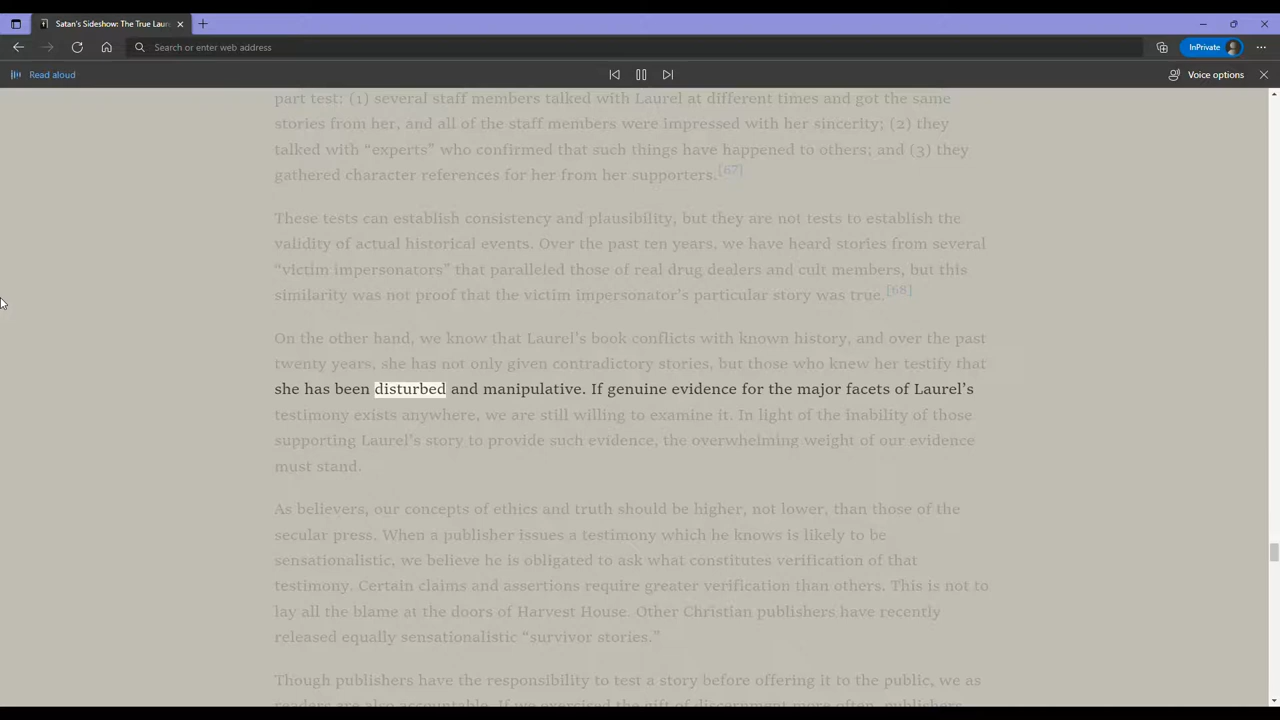 Satan's Sideshow: The True Laur
Search or enter web address
InPrivate
Read aloud
Voice options
part test: (1) several staff members talked with Laurel at different times and got the same
stories from her, and all of the staff members were impressed with her sincerity; (2) they
talked with “experts” who confirmed that such things have happened to others; and (3) they
gathered character references for her from her supporters.[67]
These tests can establish consistency and plausibility, but they are not tests to establish the
validity of actual historical events. Over the past ten years, we have heard stories from several
“victim impersonators” that paralleled those of real drug dealers and cult members, but this
similarity was not proof that the victim impersonator’s particular story was true.[68]
On the other hand, we know that Laurel’s book conflicts with known history, and over the past
twenty years, she has not only given contradictory stories, but those who knew her testify that
she has been disturbed and manipulative. If genuine evidence for the major facets of Laurel’s
testimony exists anywhere, we are still willing to examine it. In light of the inability of those
supporting Laurel’s story to provide such evidence, the overwhelming weight of our evidence
must stand.
As believers, our concepts of ethics and truth should be higher, not lower, than those of the
secular press. When a publisher issues a testimony which he knows is likely to be
sensationalistic, we believe he is obligated to ask what constitutes verification of that
testimony. Certain claims and assertions require greater verification than others. This is not to
lay all the blame at the doors of Harvest House. Other Christian publishers have recently
released equally sensationalistic “survivor stories.”
Though publishers have the responsibility to test a story before offering it to the public, we as
readers are also accountable. If we exercised the gift of discernment more often, publishers